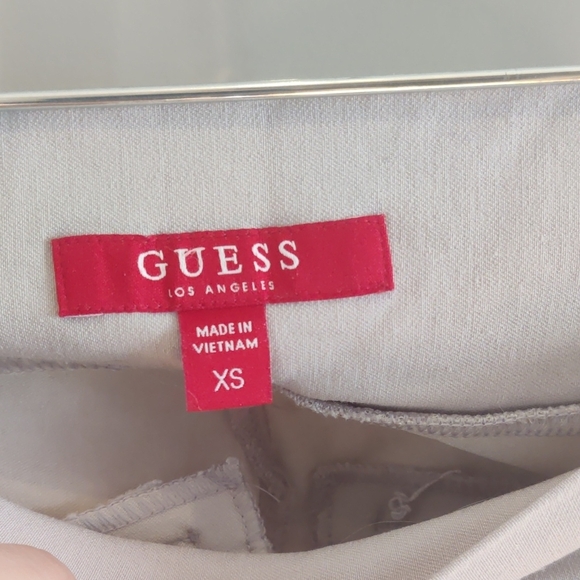 GUESS
LOS ANGELES
MADE IN
VIETNAM
XS